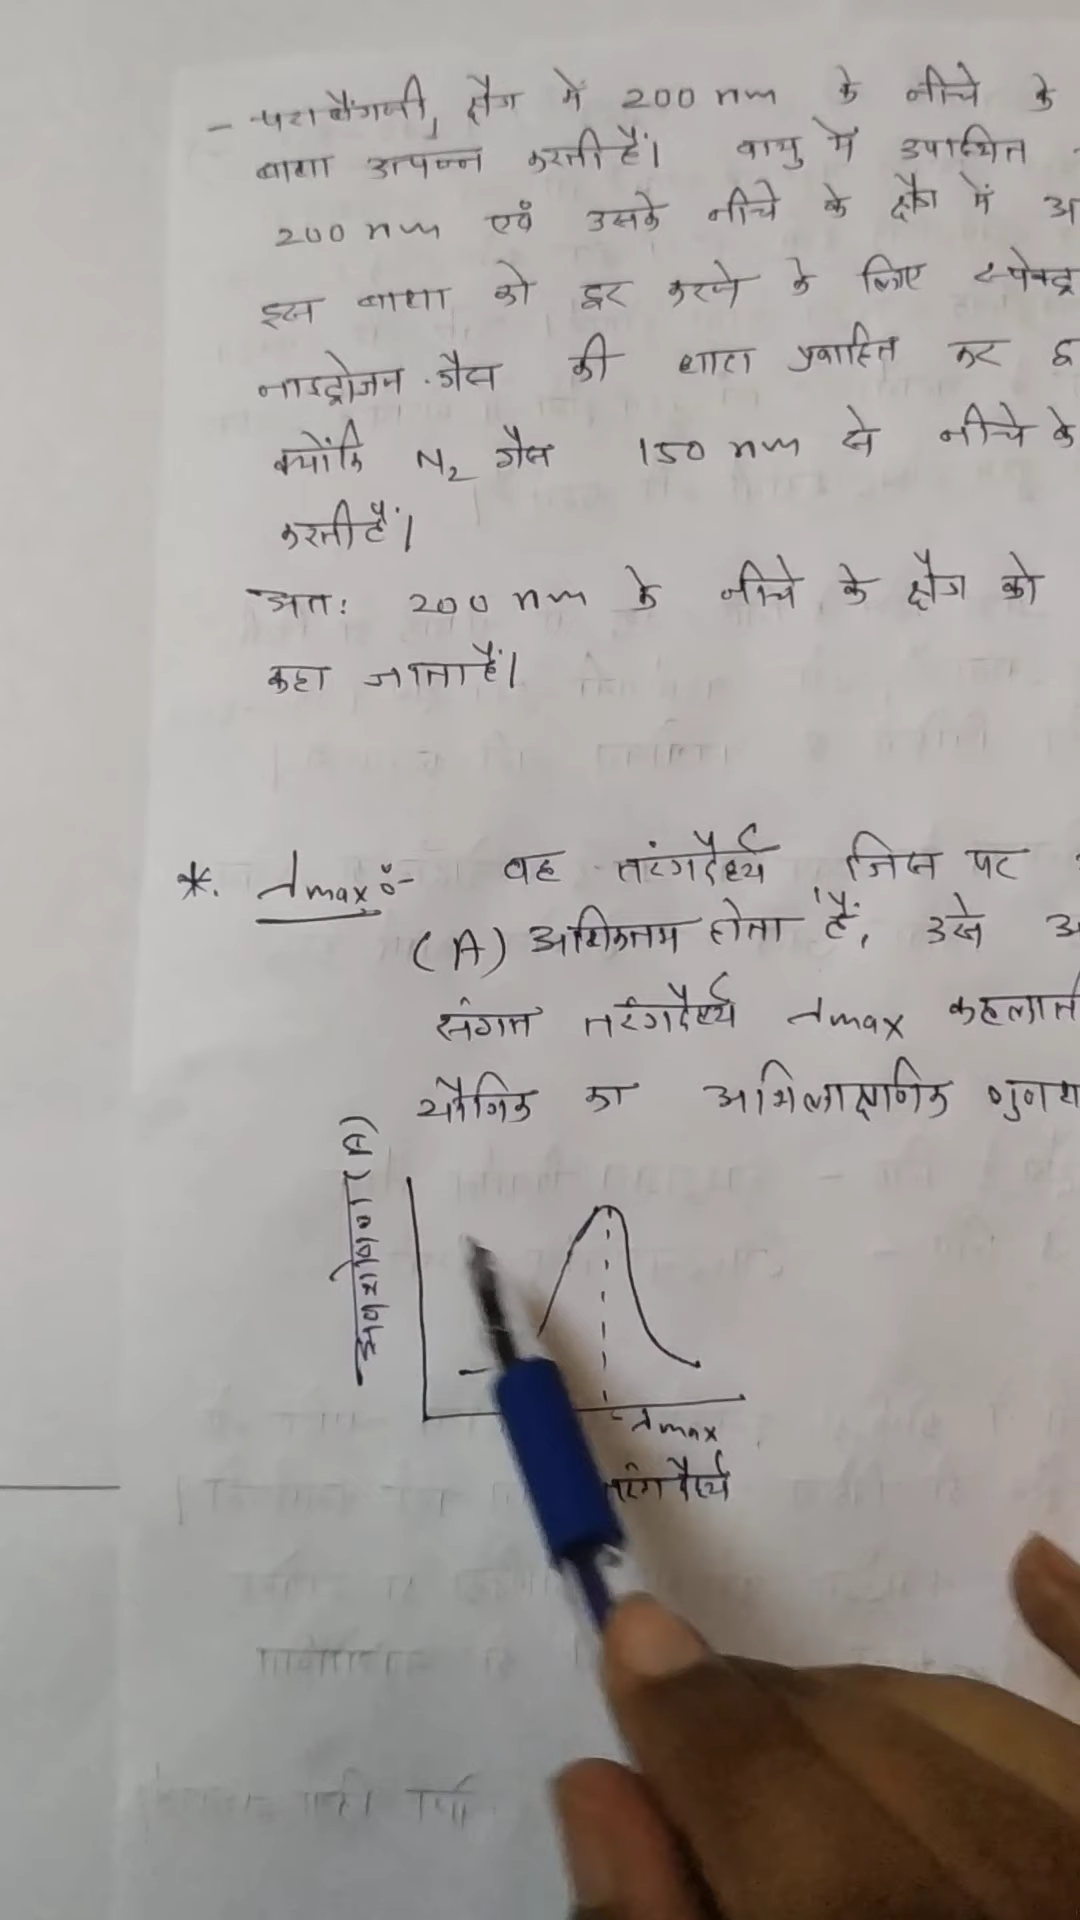 - पराबैंगनी क्षेत्र में 200 nm के नीचे के
बाधा उत्पन्न करती हैं। वायु में उपस्थित
200 nm एवं उसके नीचे के क्षेत्र में अ
इस बाधा को दूर करने के लिए स्पेक्ट्र
नाइट्रोजन गैस की धारा प्रवाहित कर
क्योंकि N₂ गैस 150 nm से नीचे के
करती हैं।
अतः 200 nm के नीचे के क्षेत्र को
कहा जाता हैं।
*. λmax :- वह तरंगदैर्घ्य जिस पर
(A) अधिकतम होता हैं, उसे अ
संगत तरंगदैर्घ्य λmax कहलाती
यौगिक का अभिलाक्षणिक गुण
अवशोषण (A)
λmax
तरंगदैर्घ्य